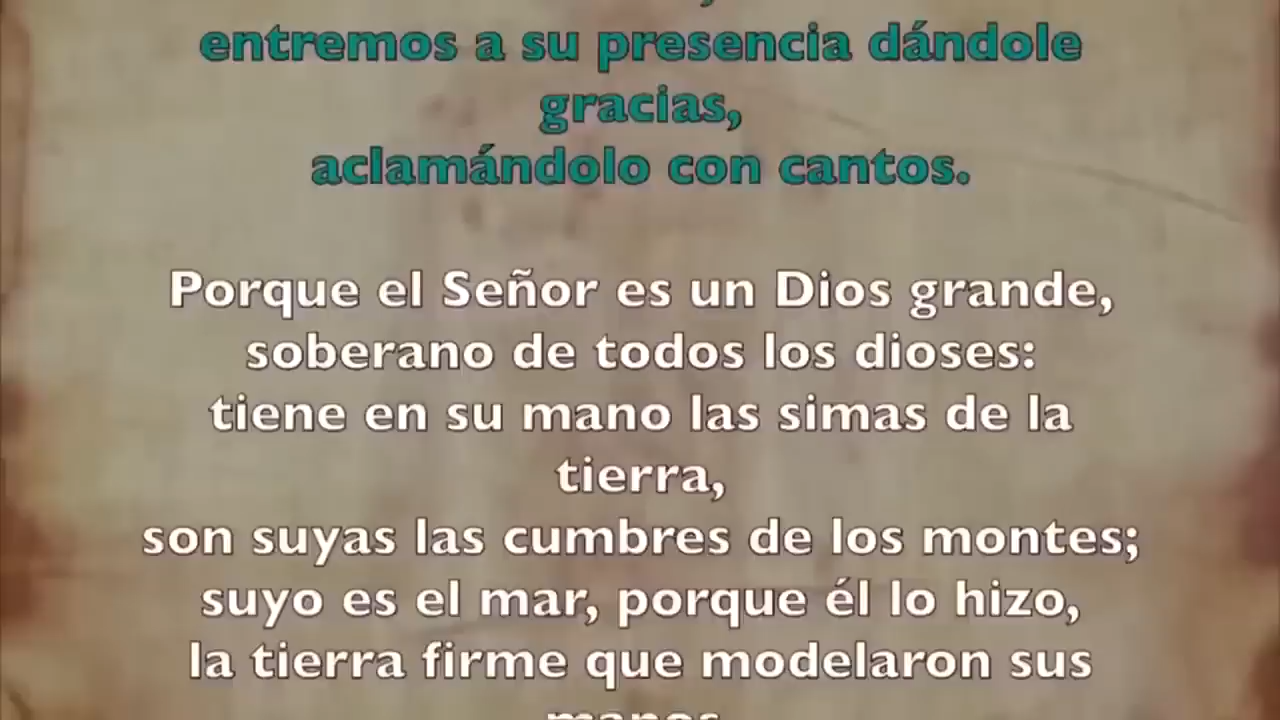 entremos a su presencia dándole
gracias,
aclamándolo con cantos.
Porque el Señor es un Dios grande,
soberano de todos los dioses:
tiene en su mano las simas de la
tierra,
son suyas las cumbres de los montes;
suyo es el mar, porque él lo hizo,
la tierra firme que modelaron sus